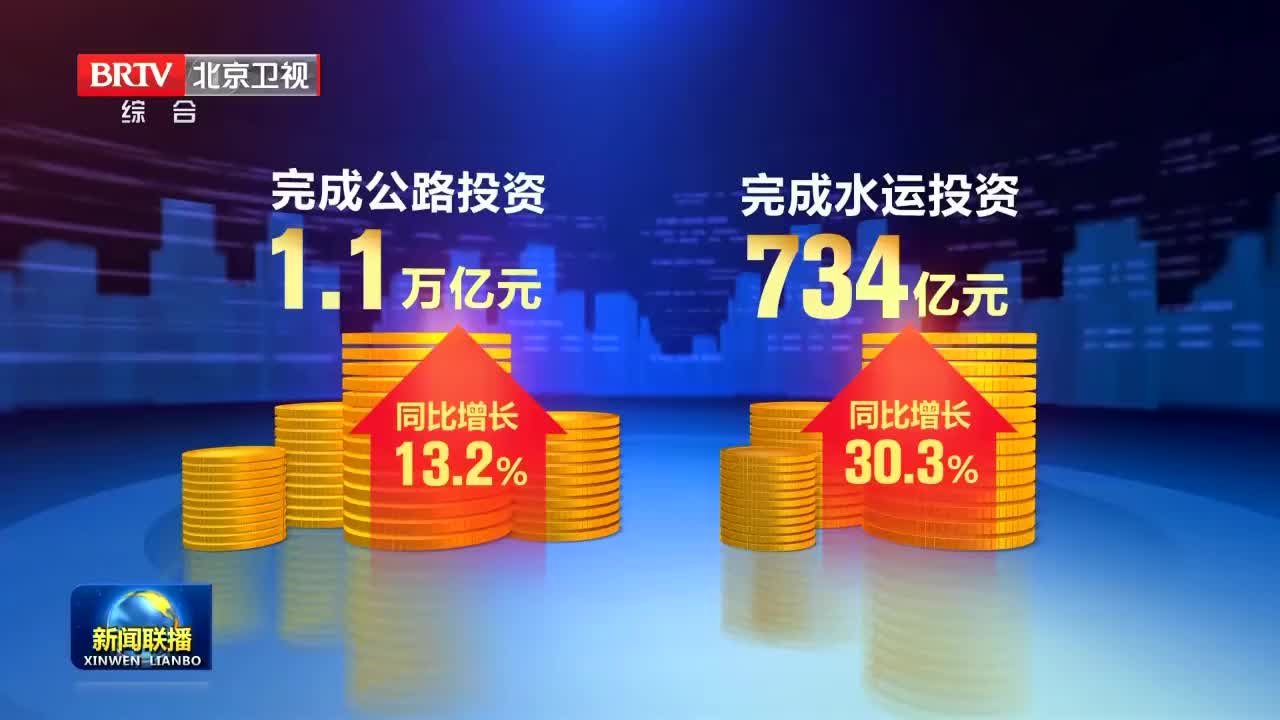 BRTV 北京卫视
综合
完成公路投资
1.1万亿元
同比增长
13.2%
完成水运投资
734亿元
同比增长
30.3%
新闻联播
XINWEN LIANBO